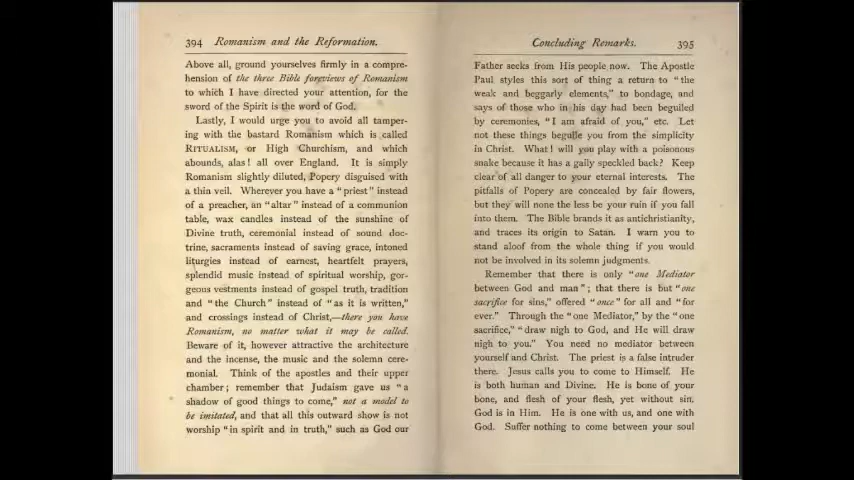 394 Romanism and the Reformation.
Above all, ground yourselves firmly in a compre-
hension of the three Bible foreviews of Romanism
to which I have directed your attention, for the
sword of the Spirit is the word of God.
Lastly, I would urge you to avoid all tamper-
ing with the bastard Romanism which is called
RITUALISM, or High Churchism, and which
abounds, alas! all over England. It is simply
Romanism slightly diluted, Popery disguised with
a thin veil. Wherever you have a "priest" instead
of a preacher, an "altar" instead of a communion
table, wax candles instead of the sunshine of
Divine truth, ceremonial instead of sound doc-
trine, sacraments instead of saving grace, intoned
liturgies instead of earnest, heartfelt prayers,
splendid music instead of spiritual worship, gor-
geous vestments instead of gospel truth, tradition
and "the Church" instead of "as it is written,"
and crossings instead of Christ,—there you have
Romanism, no matter what it may be called.
Beware of it, however attractive the architecture
and the incense, the music and the solemn cere-
monial. Think of the apostles and their upper
chamber; remember that Judaism gave us "a
shadow of good things to come," not a model to
be imitated, and that all this outward show is not
worship "in spirit and in truth," such as God our
Concluding Remarks. 395
Father seeks from His people now. The Apostle
Paul styles this sort of thing a return to "the
weak and beggarly elements," to bondage, and
says of those who in his day had been beguiled
by ceremonies, "I am afraid of you," etc. Let
not these things beguile you from the simplicity
in Christ. What! will you play with a poisonous
snake because it has a gaily speckled back? Keep
clear of all danger to your eternal interests. The
pitfalls of Popery are concealed by fair flowers,
but they will none the less be your ruin if you fall
into them. The Bible brands it as antichristianity,
and traces its origin to Satan. I warn you to
stand aloof from the whole thing if you would
not be involved in its solemn judgments.
Remember that there is only "one Mediator
between God and man"; that there is but "one
sacrifice for sins," offered "once" for all and "for
ever." Through the "one Mediator," by the "one
sacrifice," "draw nigh to God, and He will draw
nigh to you." You need no mediator between
yourself and Christ. The priest is a false intruder
there. Jesus calls you to come to Himself. He
is both human and Divine. He is bone of your
bone, and flesh of your flesh, yet without sin.
God is in Him. He is one with us, and one with
God. Suffer nothing to come between your soul